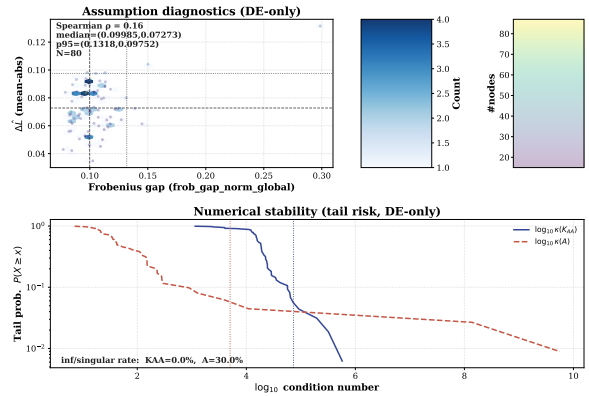 Assumption diagnostics (DE-only)
Spearman ρ = 0.16
median=(0.09985,0.07273)
p95=(0.1318,0.09752)
N=80
0.12
0.10
0.08
0.06
0.04
0.10
0.15
0.20
0.25
0.30
Δ̂ (mean-abs)
Frobenius gap (frob_gap_norm_global)
4.0
3.5
3.0
2.5
2.0
1.5
1.0
Count
80
70
60
50
40
30
20
#nodes
Numerical stability (tail risk, DE-only)
10⁰
10⁻¹
10⁻²
Tail prob. P(X ≥ x)
log₁₀ κ(K_AA)
log₁₀ κ(A)
inf/singular rate: KAA=0.0%, A=30.0%
2
4
6
8
10
log₁₀ condition number